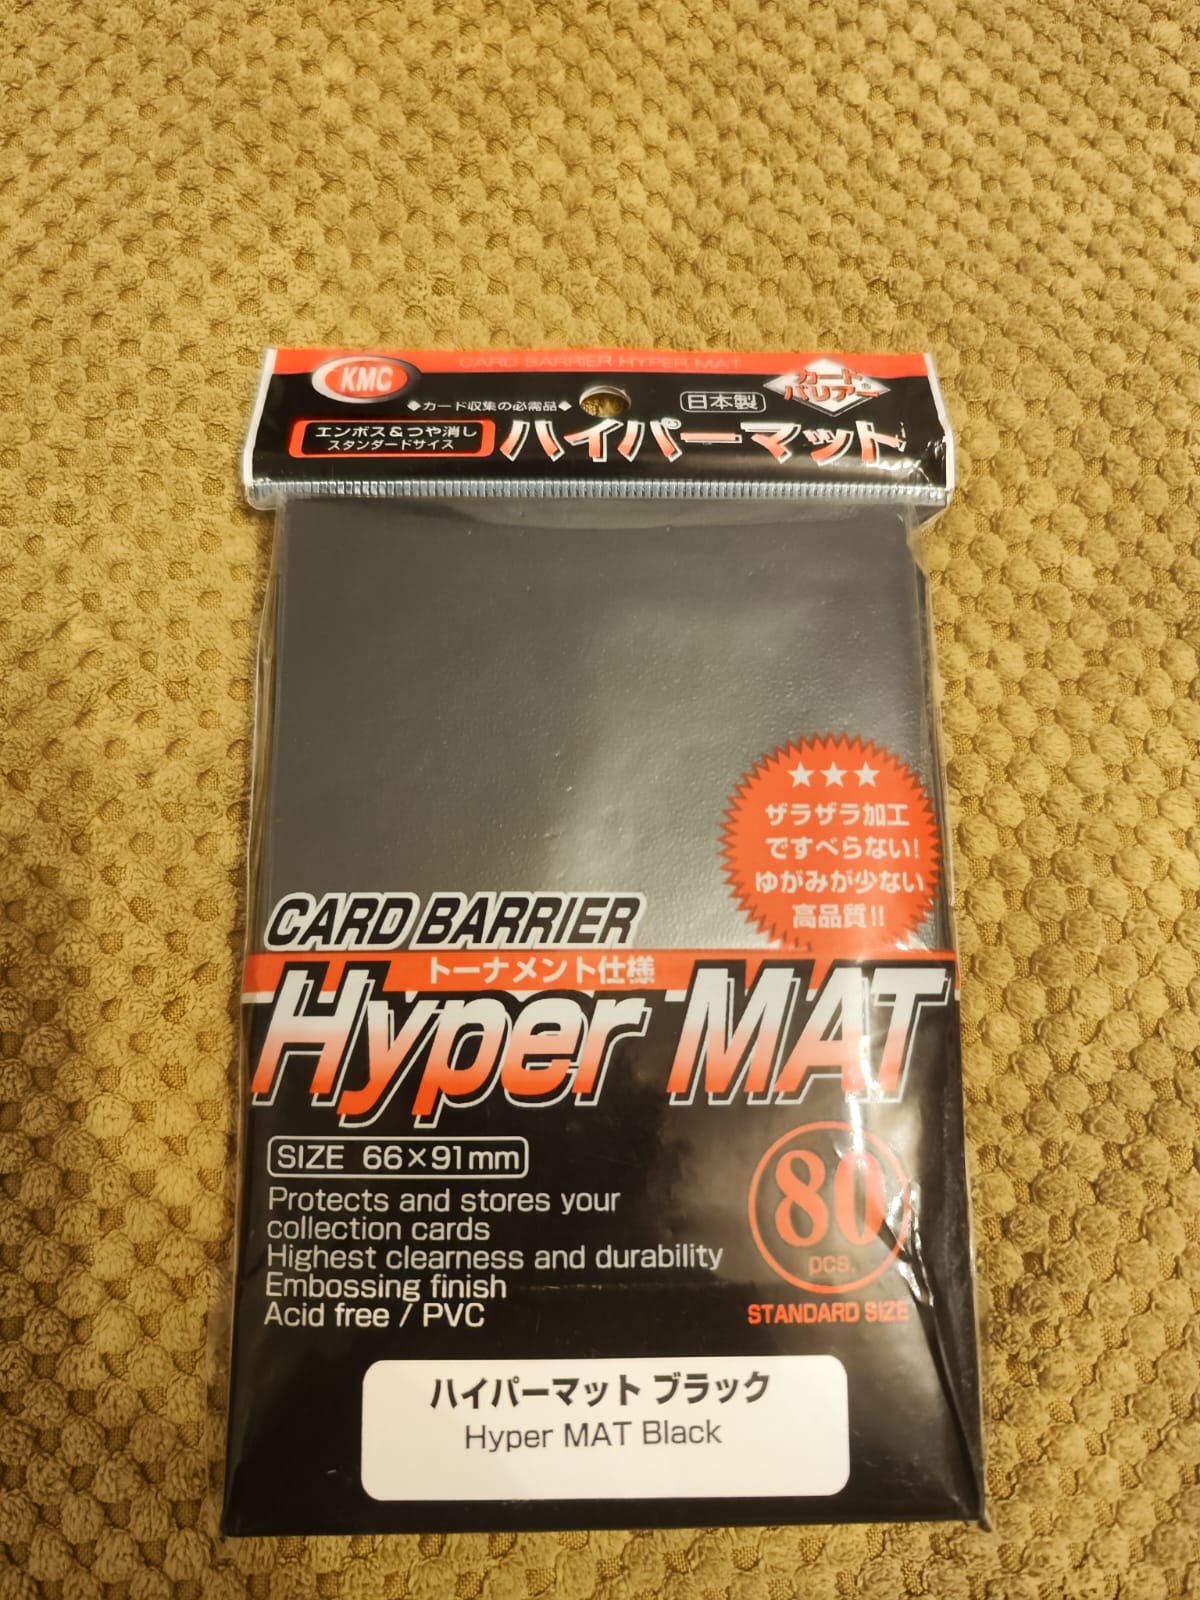 CARD BARRIER HYPER MAT
KMC
◆カード収集の必需品◆
日本製
カード
バリアー®
エンボス&つや消し
スタンダードサイズ
ハイパーマット
★★★
ザラザラ加工
ですべらない!
ゆがみが少ない
高品質!!
CARD BARRIER
トーナメント仕様
Hyper MAT
SIZE 66×91mm
Protects and stores your
collection cards
Highest clearness and durability
Embossing finish
Acid free / PVC
80
pcs.
STANDARD SIZE
ハイパーマット ブラック
Hyper MAT Black